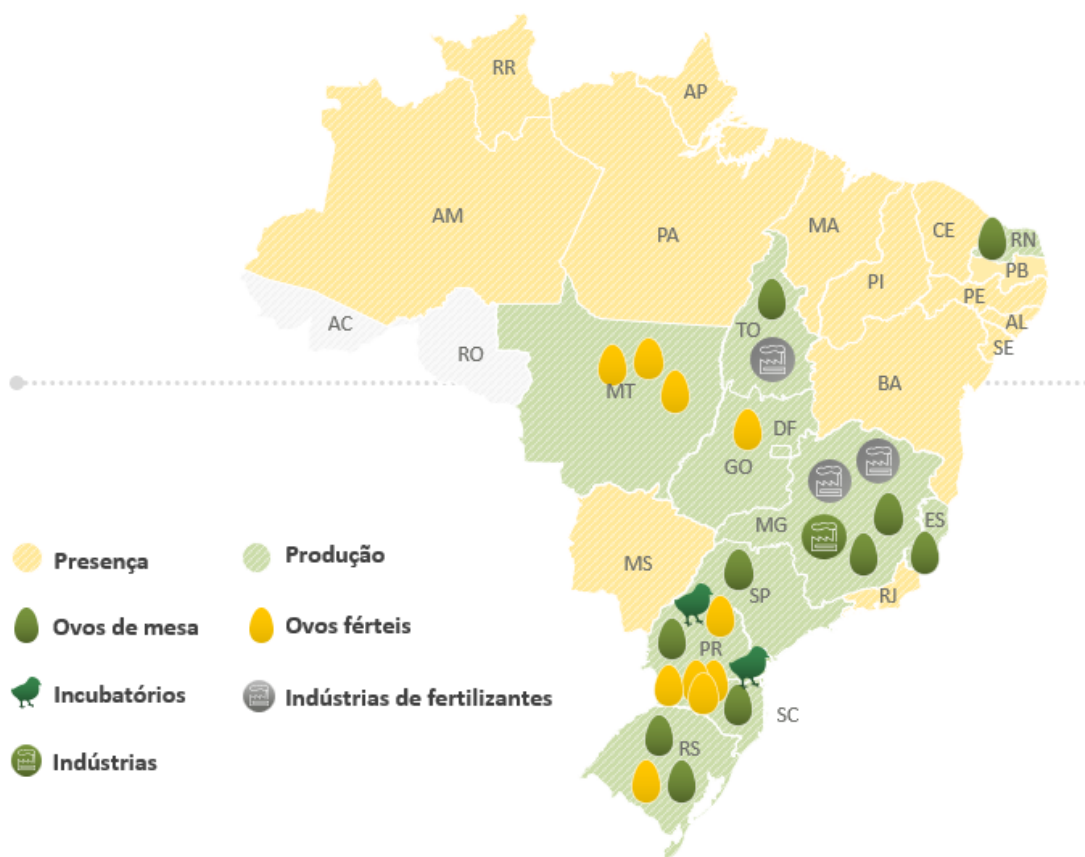 RR
AP
AM
PA
MA
CE
RN
PB
PI
PE
AL
SE
AC
RO
TO
BA
MT
DF
GO
MG
ES
MS
SP
RJ
PR
SC
RS
Presença
Produção
Ovos de mesa
Ovos férteis
Incubatórios
Indústrias de fertilizantes
Indústrias